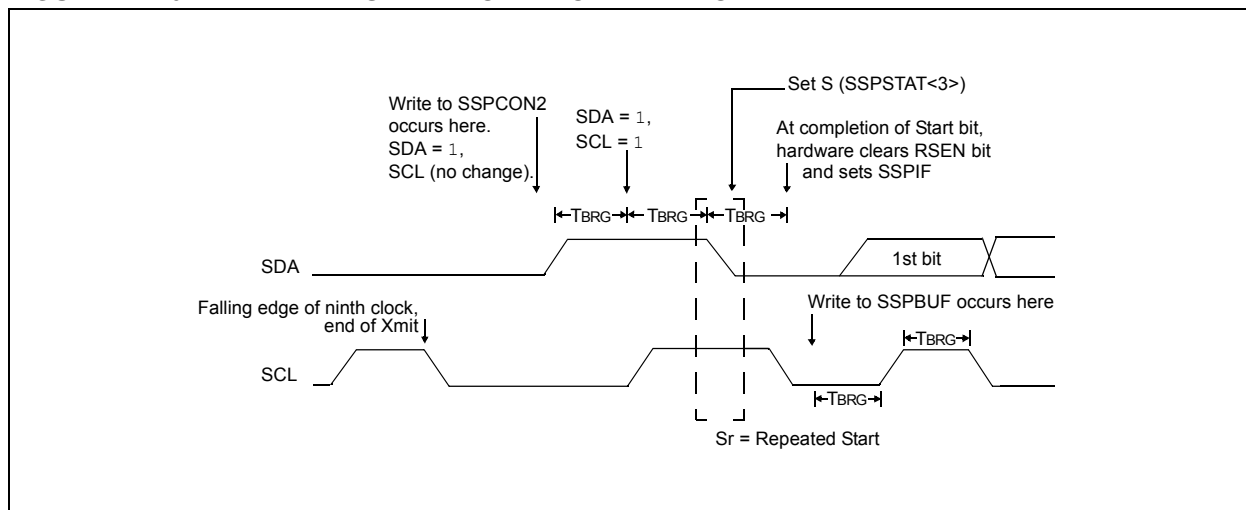 Set S (SSPSTAT<3>)
Write to SSPCON2
occurs here.
SDA = 1,
SCL (no change).
SDA = 1,
SCL = 1
At completion of Start bit,
hardware clears RSEN bit
and sets SSPIF
TBRG
TBRG
TBRG
SDA
1st bit
Write to SSPBUF occurs here
Falling edge of ninth clock,
end of Xmit
TBRG
SCL
TBRG
Sr = Repeated Start